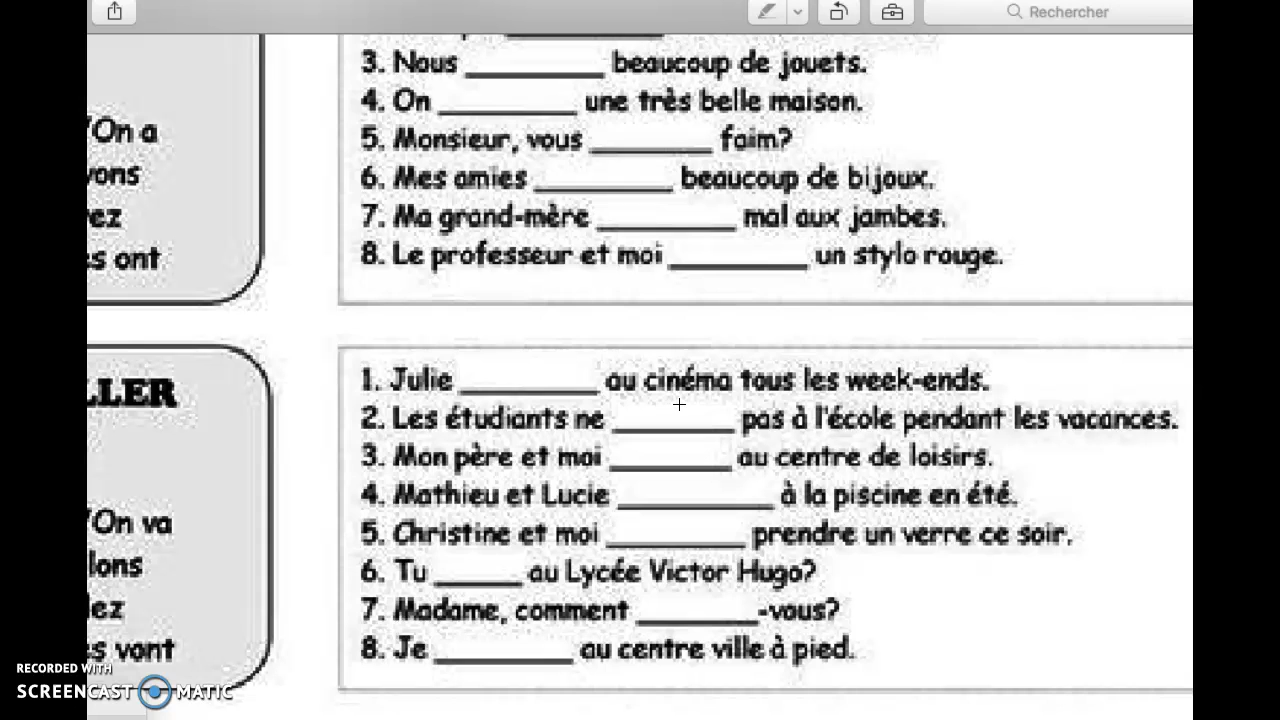 Rechercher
3. Nous __________ beaucoup de jouets.
4. On __________ une très belle maison.
5. Monsieur, vous _________ faim?
6. Mes amies __________ beaucoup de bijoux.
7. Ma grand-mère __________ mal aux jambes.
8. Le professeur et moi __________ un stylo rouge.
/On a
vons
vez
es ont
1. Julie __________ au cinéma tous les week-ends.
2. Les étudiants ne _________ pas à l'école pendant les vacances.
3. Mon père et moi _________ au centre de loisirs.
4. Mathieu et Lucie ___________ à la piscine en été.
5. Christine et moi __________ prendre un verre ce soir.
6. Tu ______ au Lycée Victor Hugo?
7. Madame, comment _________-vous?
8. Je __________ au centre ville à pied.
LLER
/On va
lons
lez
es vont
RECORDED WITH
SCREENCAST MATIC